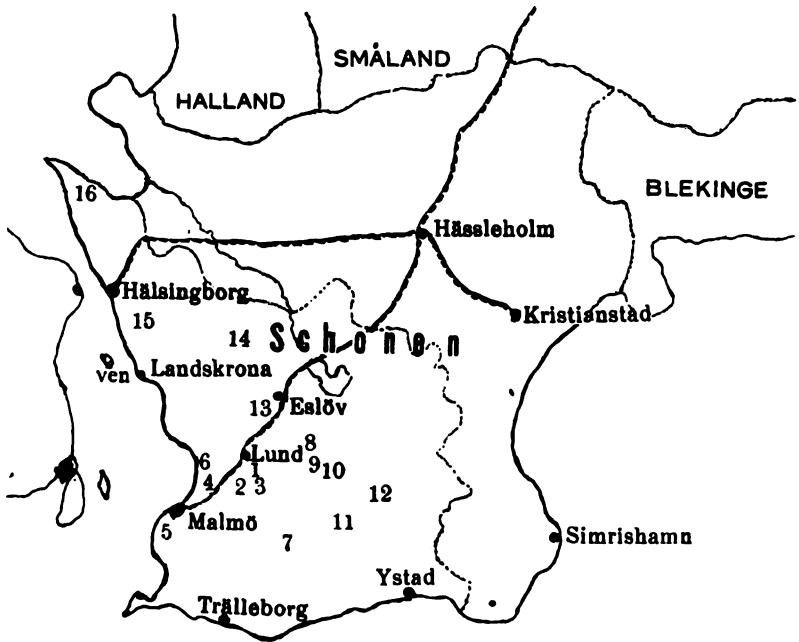 SMÅLAND
HALLAND
BLEKINGE
16
Hässleholm
Hälsingborg
15
Kristianstad
14
Schonen
ven
Landskrona
13
Eslöv
8
Lund
6
1
9
10
4
2
3
12
5
Malmö
11
7
Simrishamn
Ystad
Trälleborg